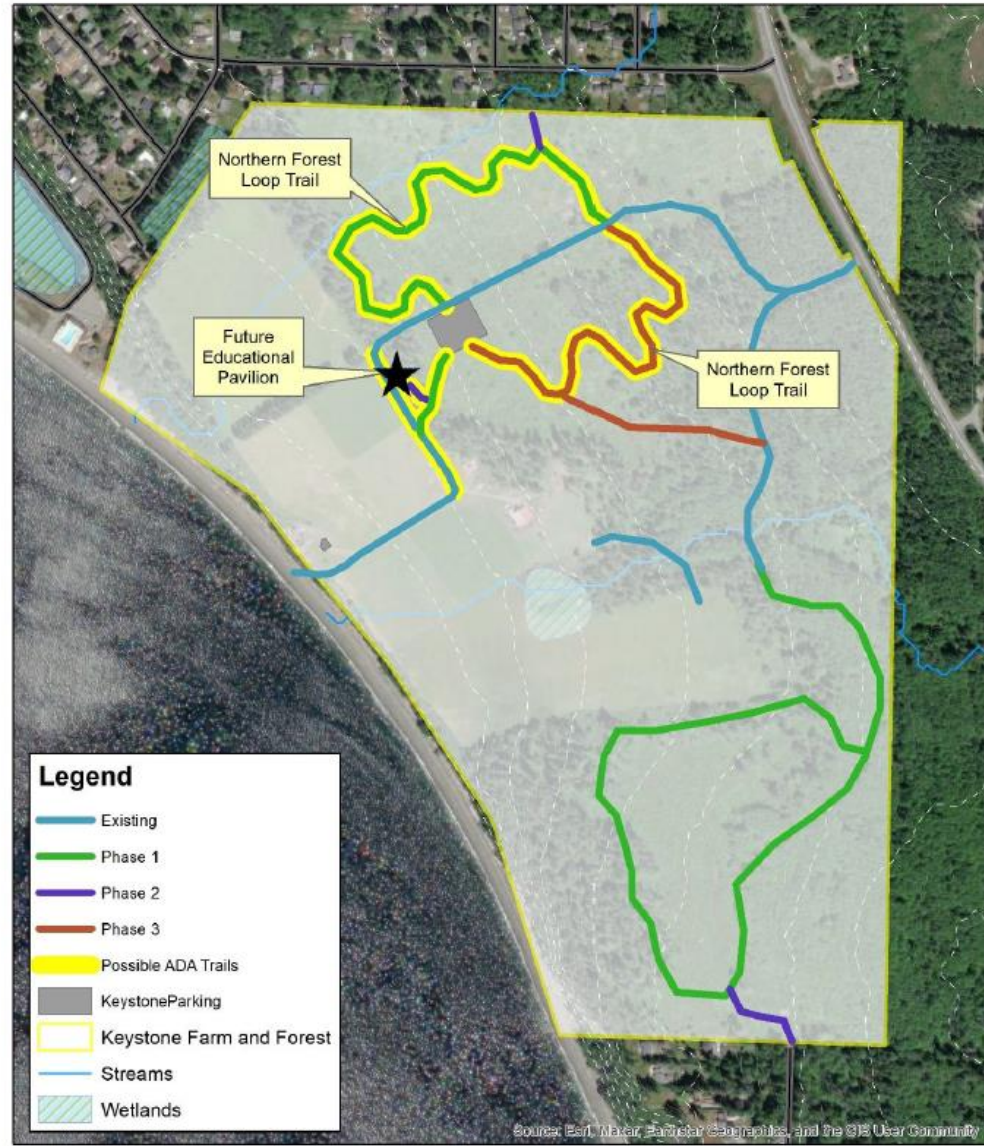 Northern Forest
Loop Trail
Future
Educational
Pavilion
Northern Forest
Loop Trail
Legend
Existing
Phase 1
Phase 2
Phase 3
Possible ADA Trails
KeystoneParking
Keystone Farm and Forest
Streams
Wetlands
Source: Esri, Maxar, Earthstar Geographics, and the GIS User Community